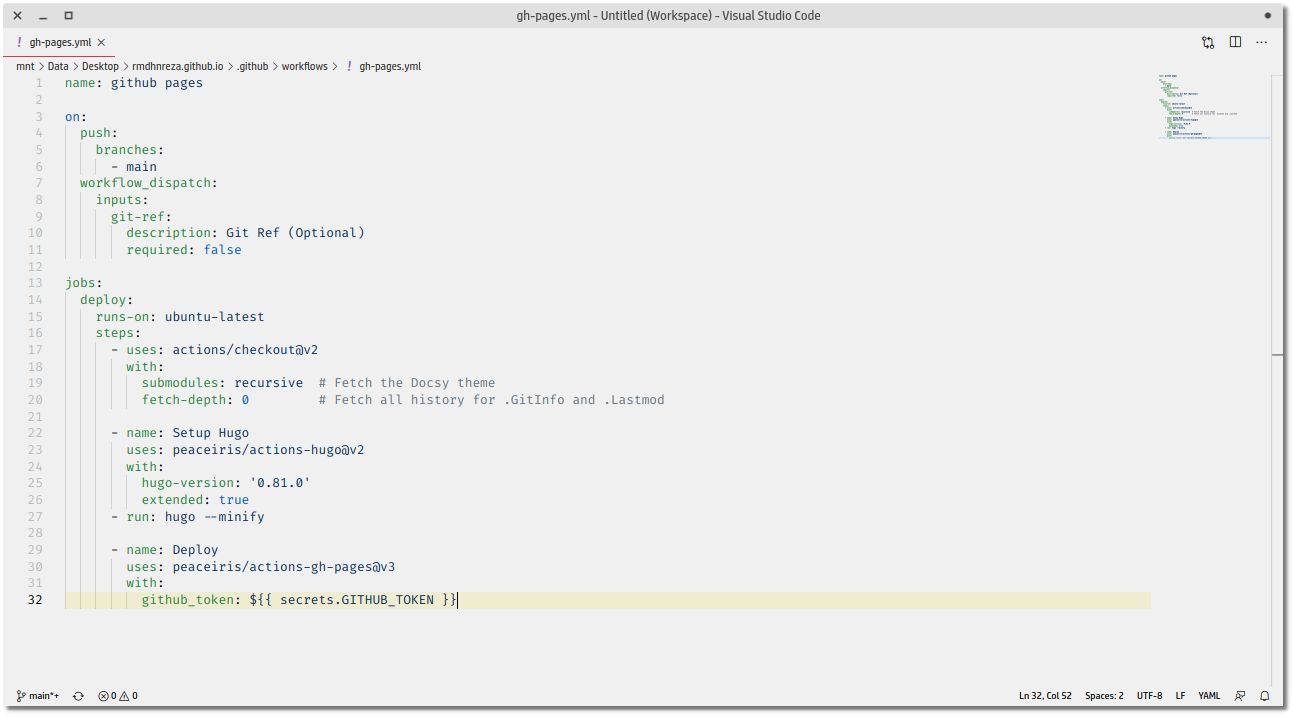 gh-pages.yml - Untitled (Workspace) - Visual Studio Code
! gh-pages.yml
mnt > Data > Desktop > rmdhnreza.github.io > .github > workflows > ! gh-pages.yml
1 name: github pages
2
3 on:
4   push:
5     branches:
6       - main
7   workflow_dispatch:
8     inputs:
9       git-ref:
10         description: Git Ref (Optional)
11         required: false
12
13 jobs:
14   deploy:
15     runs-on: ubuntu-latest
16     steps:
17       - uses: actions/checkout@v2
18         with:
19           submodules: recursive  # Fetch the Docsy theme
20           fetch-depth: 0         # Fetch all history for .GitInfo and .Lastmod
21
22       - name: Setup Hugo
23         uses: peaceiris/actions-hugo@v2
24         with:
25           hugo-version: '0.81.0'
26           extended: true
27       - run: hugo --minify
28
29       - name: Deploy
30         uses: peaceiris/actions-gh-pages@v3
31         with:
32           github_token: ${{ secrets.GITHUB_TOKEN }}
main*+ 0 0 Ln 32, Col 52 Spaces: 2 UTF-8 LF YAML